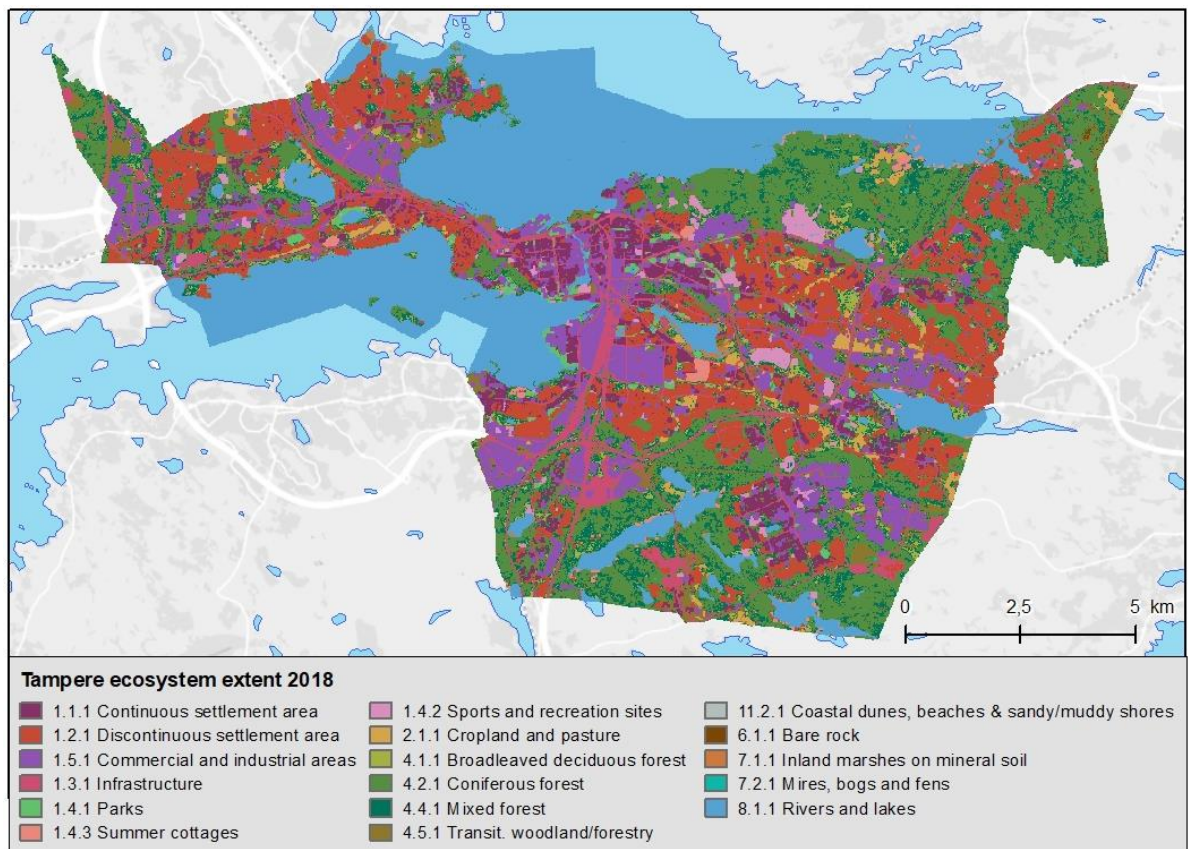 0 2,5 5 km
Tampere ecosystem extent 2018
1.1.1 Continuous settlement area
1.2.1 Discontinuous settlement area
1.5.1 Commercial and industrial areas
1.3.1 Infrastructure
1.4.1 Parks
1.4.3 Summer cottages
1.4.2 Sports and recreation sites
2.1.1 Cropland and pasture
4.1.1 Broadleaved deciduous forest
4.2.1 Coniferous forest
4.4.1 Mixed forest
4.5.1 Transit. woodland/forestry
11.2.1 Coastal dunes, beaches & sandy/muddy shores
6.1.1 Bare rock
7.1.1 Inland marshes on mineral soil
7.2.1 Mires, bogs and fens
8.1.1 Rivers and lakes